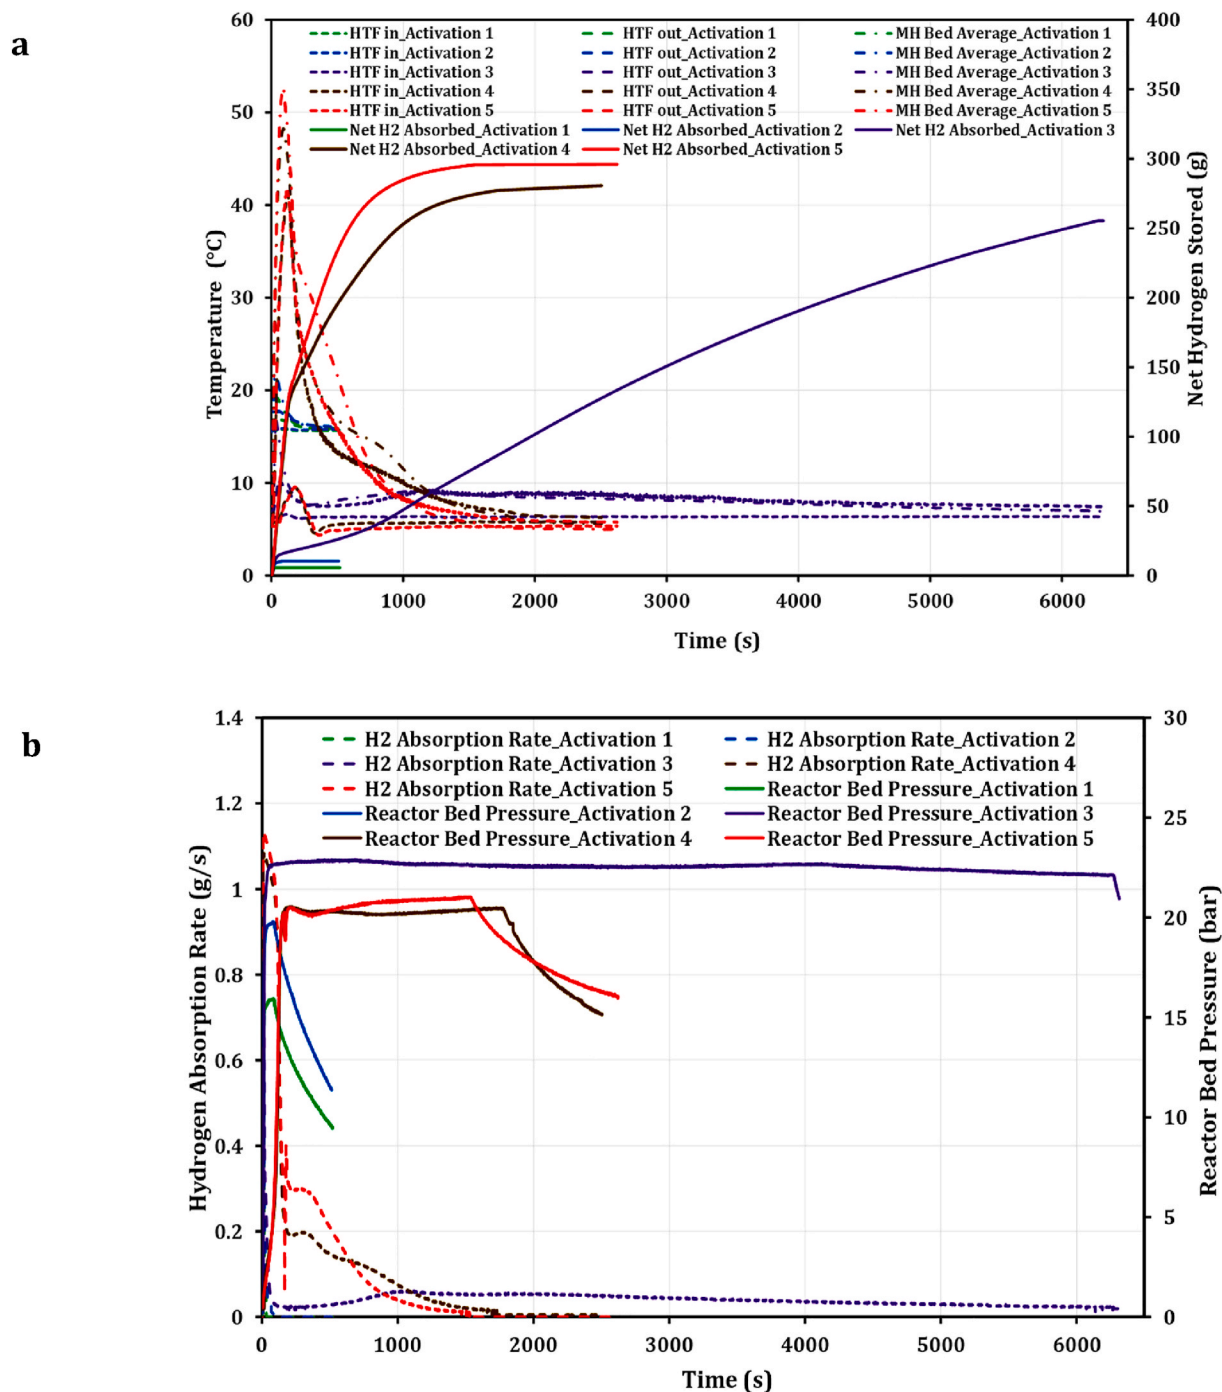 a
60
400
HTF in_Activation 1 HTF out_Activation 1 MH Bed Average_Activation 1
HTF in_Activation 2 HTF out_Activation 2 MH Bed Average_Activation 2
HTF in_Activation 3 HTF out_Activation 3 MH Bed Average_Activation 3
HTF in_Activation 4 HTF out_Activation 4 MH Bed Average_Activation 4
HTF in_Activation 5 HTF out_Activation 5 MH Bed Average_Activation 5
Net H2 Absorbed_Activation 1 Net H2 Absorbed_Activation 2 Net H2 Absorbed_Activation 3
Net H2 Absorbed_Activation 4 Net H2 Absorbed_Activation 5
50
40
30
20
10
0
Temperature (°C)
350
300
250
200
150
100
50
0
Net Hydrogen Stored (g)
0 1000 2000 3000 4000 5000 6000
Time (s)
b
1.4
30
H2 Absorption Rate_Activation 1 H2 Absorption Rate_Activation 2
H2 Absorption Rate_Activation 3 H2 Absorption Rate_Activation 4
H2 Absorption Rate_Activation 5 Reactor Bed Pressure_Activation 1
Reactor Bed Pressure_Activation 2 Reactor Bed Pressure_Activation 3
Reactor Bed Pressure_Activation 4 Reactor Bed Pressure_Activation 5
1.2
1
0.8
0.6
0.4
0.2
0
Hydrogen Absorption Rate (g/s)
25
20
15
10
5
0
Reactor Bed Pressure (bar)
0 1000 2000 3000 4000 5000 6000
Time (s)